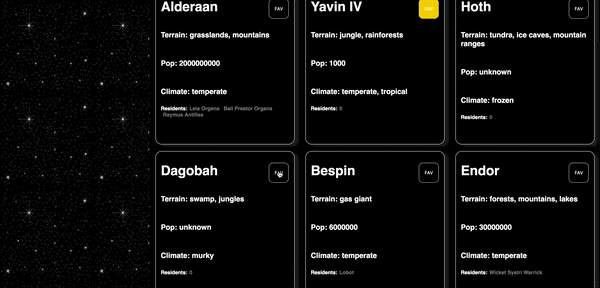 Alderaan
FAV
Terrain: grasslands, mountains
Pop: 2000000000
Climate: temperate
Residents: Leia Organa Bail Prestor Organa
Raymus Antilles
Yavin IV
FAV
Terrain: jungle, rainforests
Pop: 1000
Climate: temperate, tropical
Residents: 0
Hoth
FAV
Terrain: tundra, ice caves, mountain
ranges
Pop: unknown
Climate: frozen
Residents: 0
Dagobah
FAV
Terrain: swamp, jungles
Pop: unknown
Climate: murky
Residents: 0
Bespin
FAV
Terrain: gas giant
Pop: 6000000
Climate: temperate
Residents: Lobot
Endor
FAV
Terrain: forests, mountains, lakes
Pop: 30000000
Climate: temperate
Residents: Wicket Systri Warrick